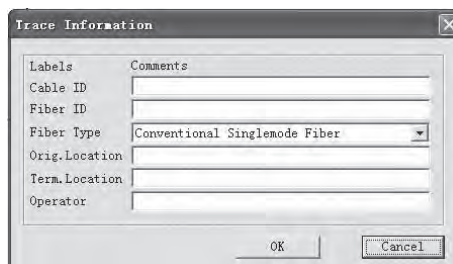 Trace Information
Labels Comments
Cable ID
Fiber ID
Fiber Type Conventional Singlemode Fiber
Orig.Location
Term.Location
Operator
OK Cancel